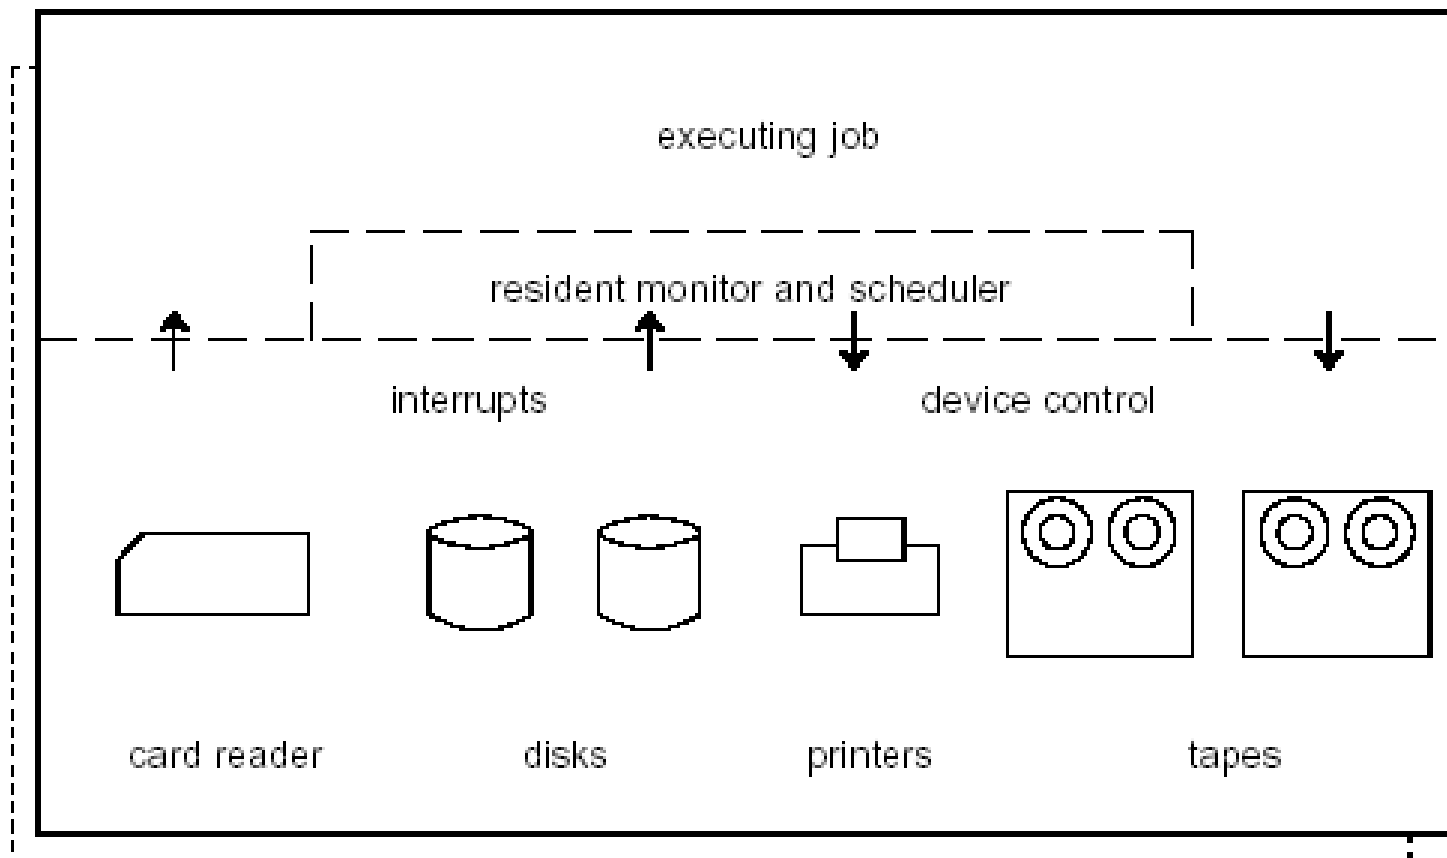 executing job
resident monitor and scheduler
interrupts
device control
card reader
disks
printers
tapes